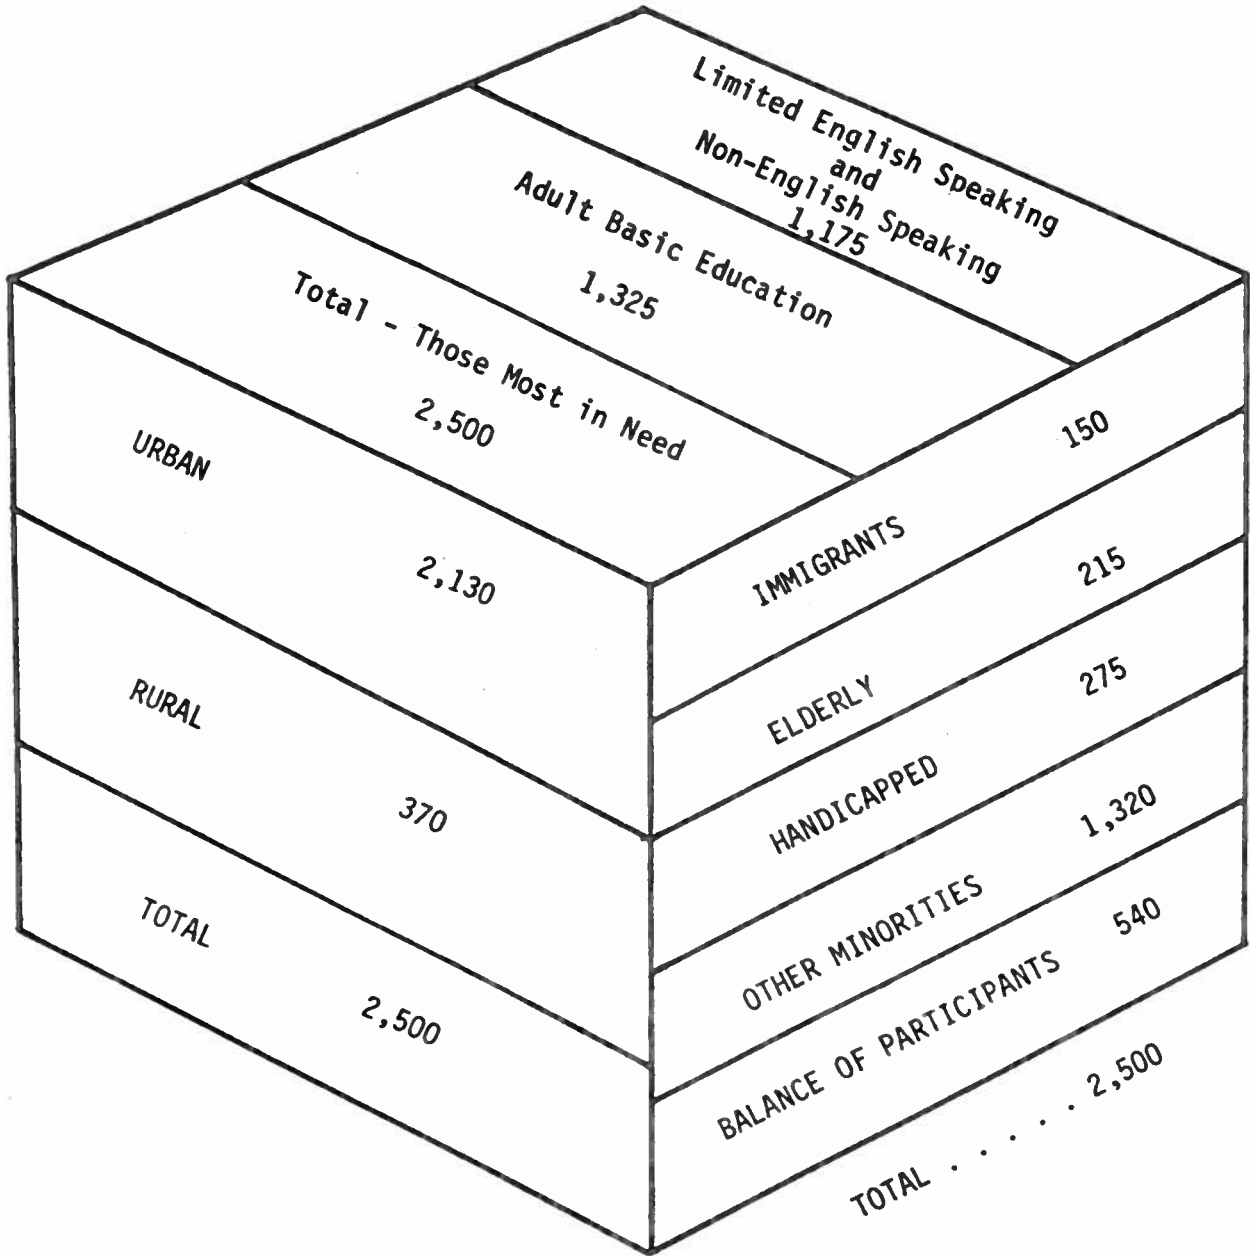 Limited English Speaking
and
Non-English Speaking
1,175
Adult Basic Education
1,325
Total - Those Most in Need
2,500
URBAN
2,130
RURAL
370
TOTAL
2,500
IMMIGRANTS 150
ELDERLY 215
HANDICAPPED 275
OTHER MINORITIES 1,320
BALANCE OF PARTICIPANTS 540
TOTAL . . . . . 2,500